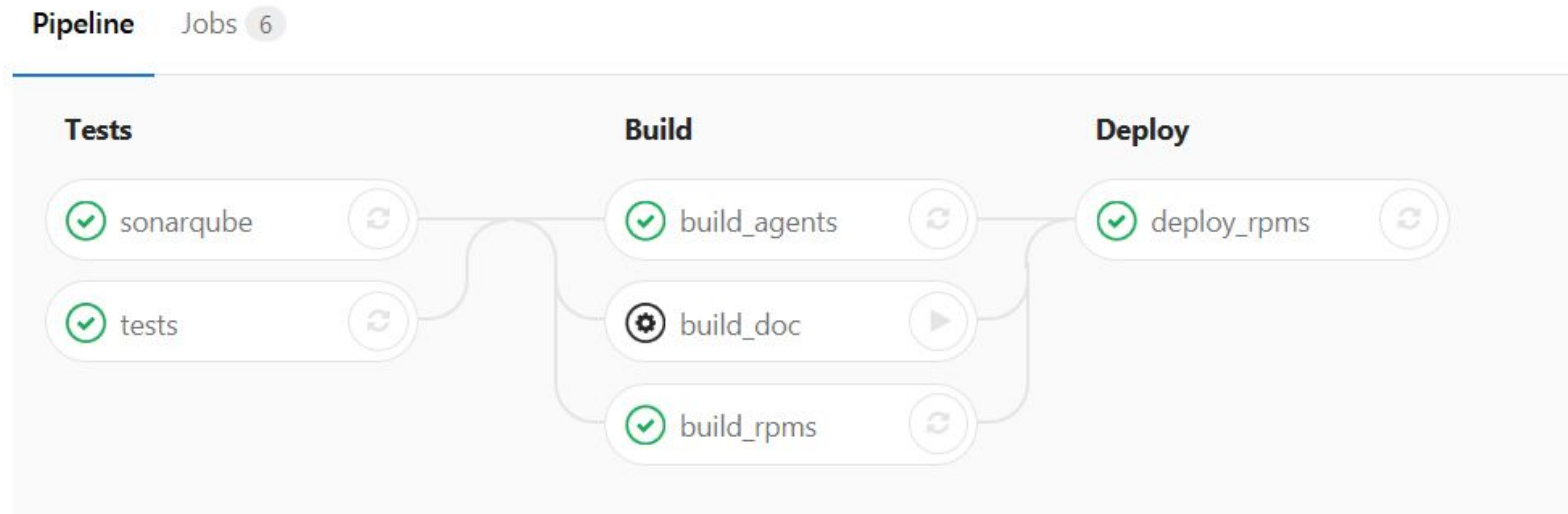 Pipeline Jobs 6
Tests Build Deploy
sonarqube build_agents deploy_rpms
tests build_doc
build_rpms